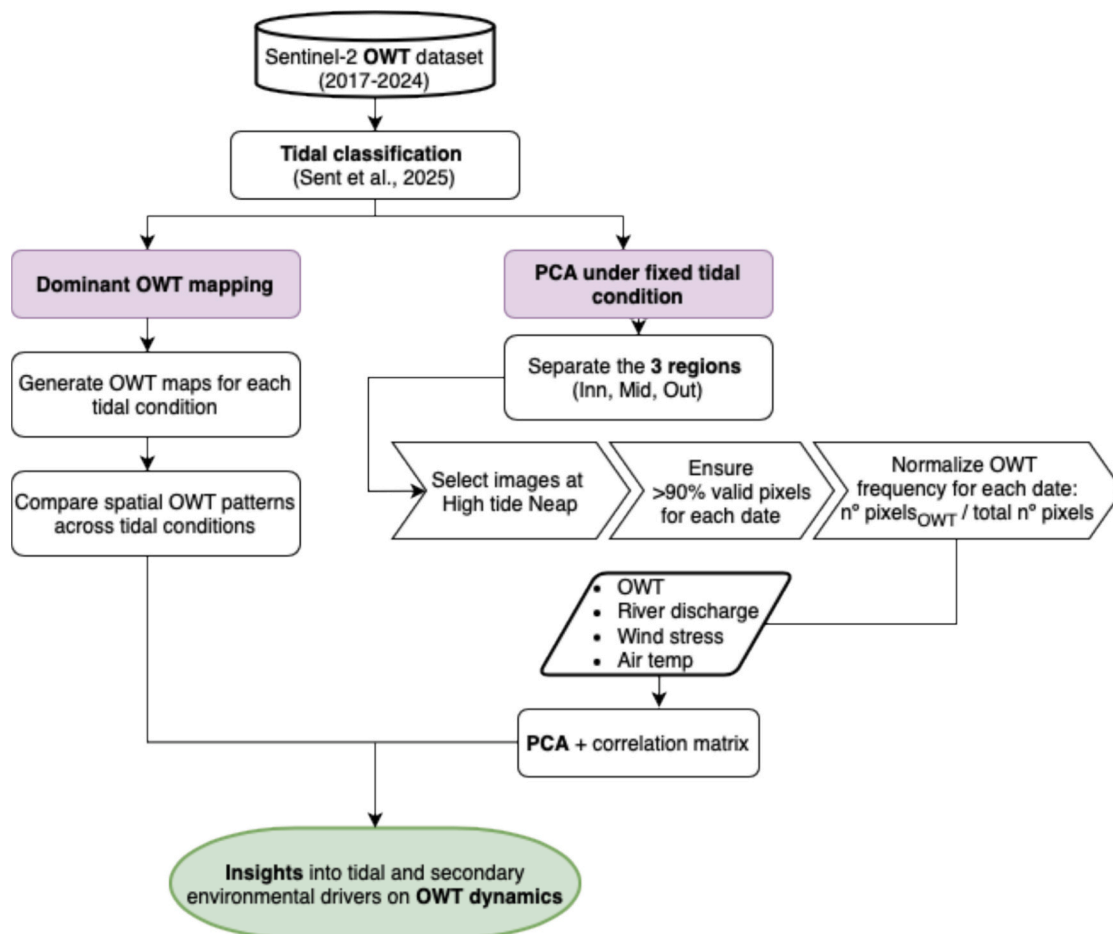 Sentinel-2 OWT dataset
(2017-2024)
Tidal classification
(Sent et al., 2025)
Dominant OWT mapping
Generate OWT maps for each
tidal condition
Compare spatial OWT patterns
across tidal conditions
PCA under fixed tidal
condition
Separate the 3 regions
(Inn, Mid, Out)
Select images at
High tide Neap
Ensure
>90% valid pixels
for each date
Normalize OWT
frequency for each date:
nº pixels_OWT / total nº pixels
• OWT
• River discharge
• Wind stress
• Air temp
PCA + correlation matrix
Insights into tidal and secondary
environmental drivers on OWT dynamics